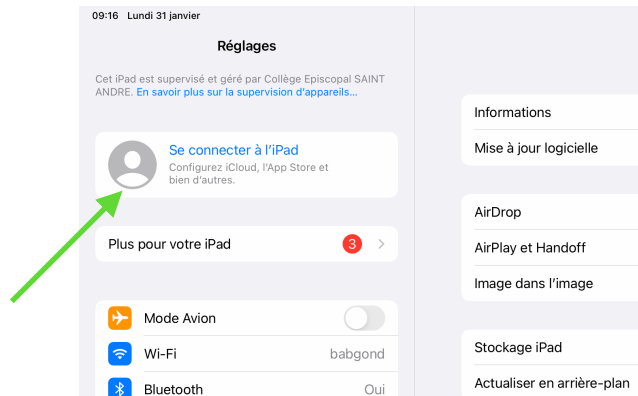 09:16 Lundi 31 janvier
Réglages
Cet iPad est supervisé et géré par Collège Episcopal SAINT
ANDRE. En savoir plus sur la supervision d'appareils...
Se connecter à l'iPad
Configurez iCloud, l'App Store et
bien d'autres.
Plus pour votre iPad 3
Mode Avion
Wi-Fi babgond
Bluetooth Oui
Informations
Mise à jour logicielle
AirDrop
AirPlay et Handoff
Image dans l'image
Stockage iPad
Actualiser en arrière-plan